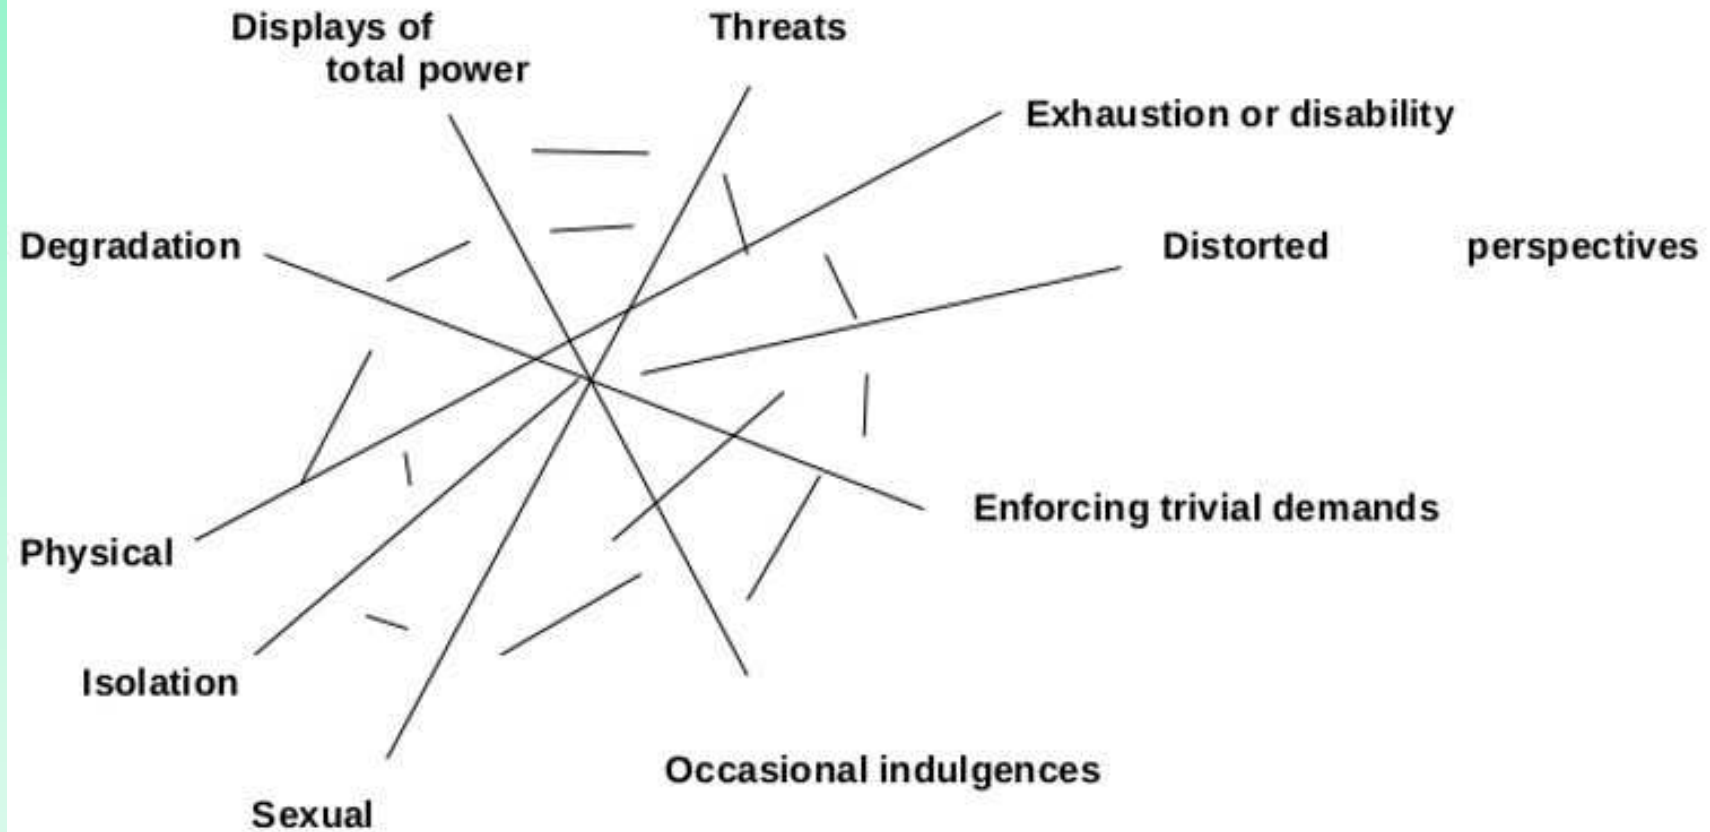 Displays of
total power
Threats
Exhaustion or disability
Degradation
Distorted perspectives
Enforcing trivial demands
Physical
Isolation
Occasional indulgences
Sexual